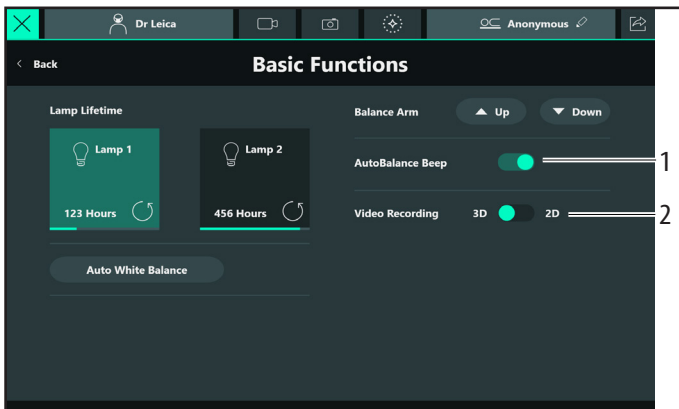 Dr Leica
Anonymous
Back
Basic Functions
Lamp Lifetime
Lamp 1
123 Hours
Lamp 2
456 Hours
Auto White Balance
Balance Arm
Up
Down
AutoBalance Beep
1
Video Recording
3D
2D
2